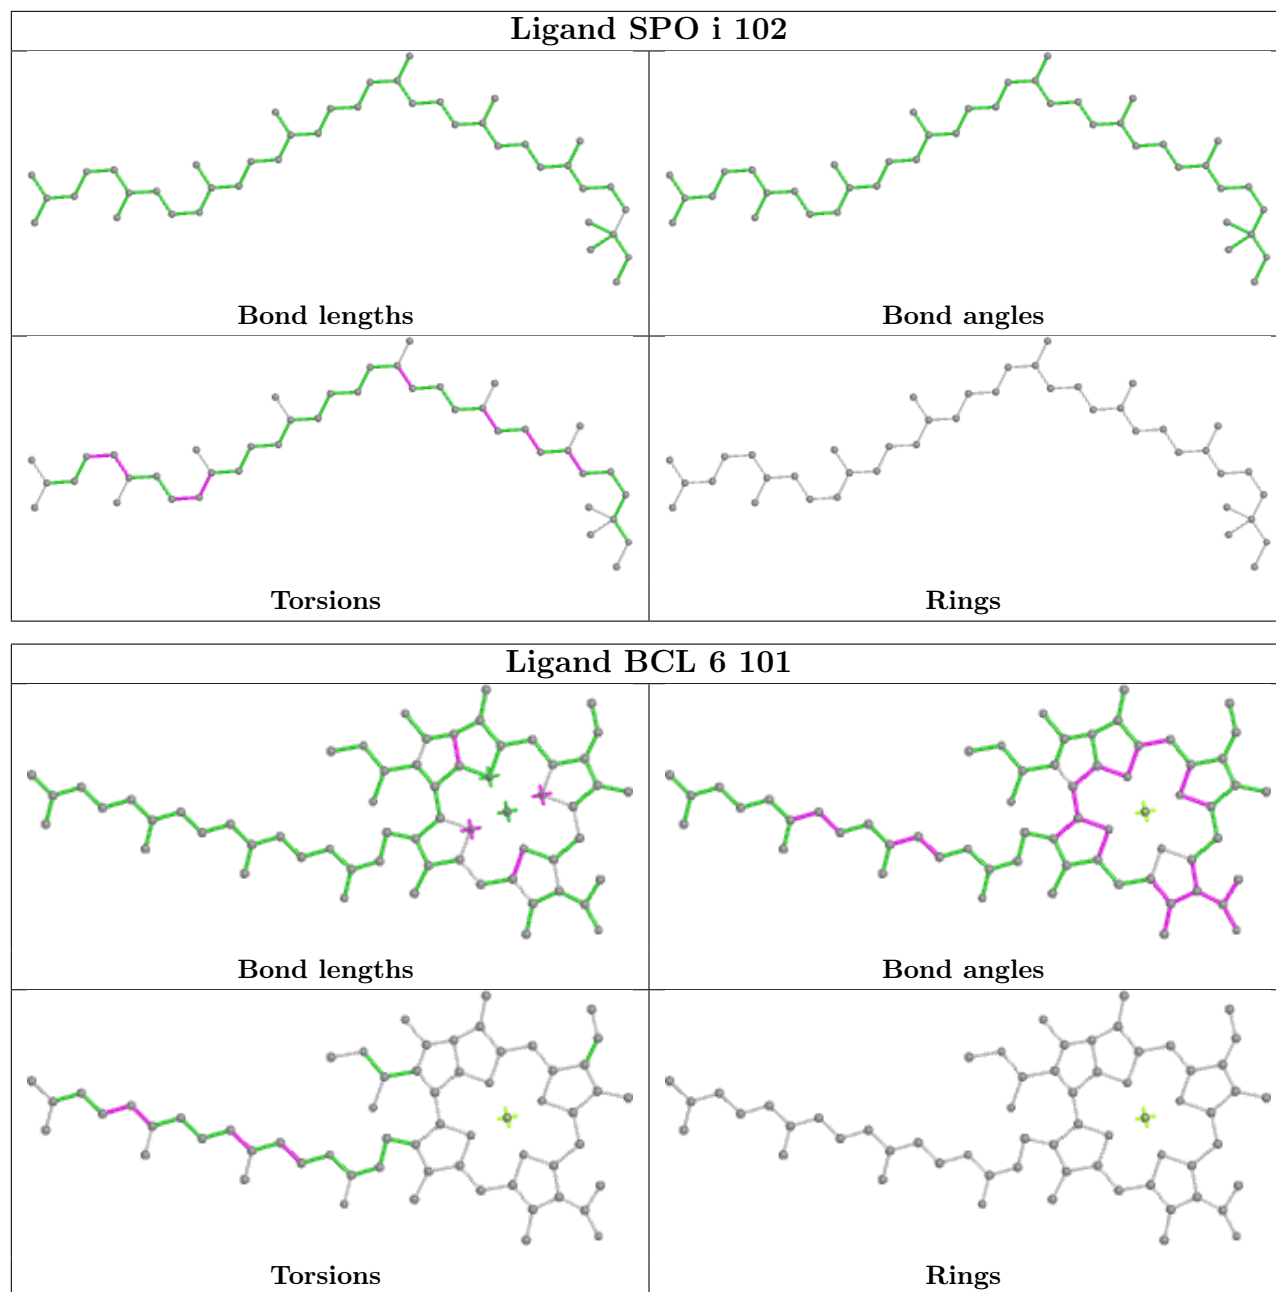 Ligand SPO i 102
Bond lengths
Bond angles
Torsions
Rings
Ligand BCL 6 101
Bond lengths
Bond angles
Torsions
Rings